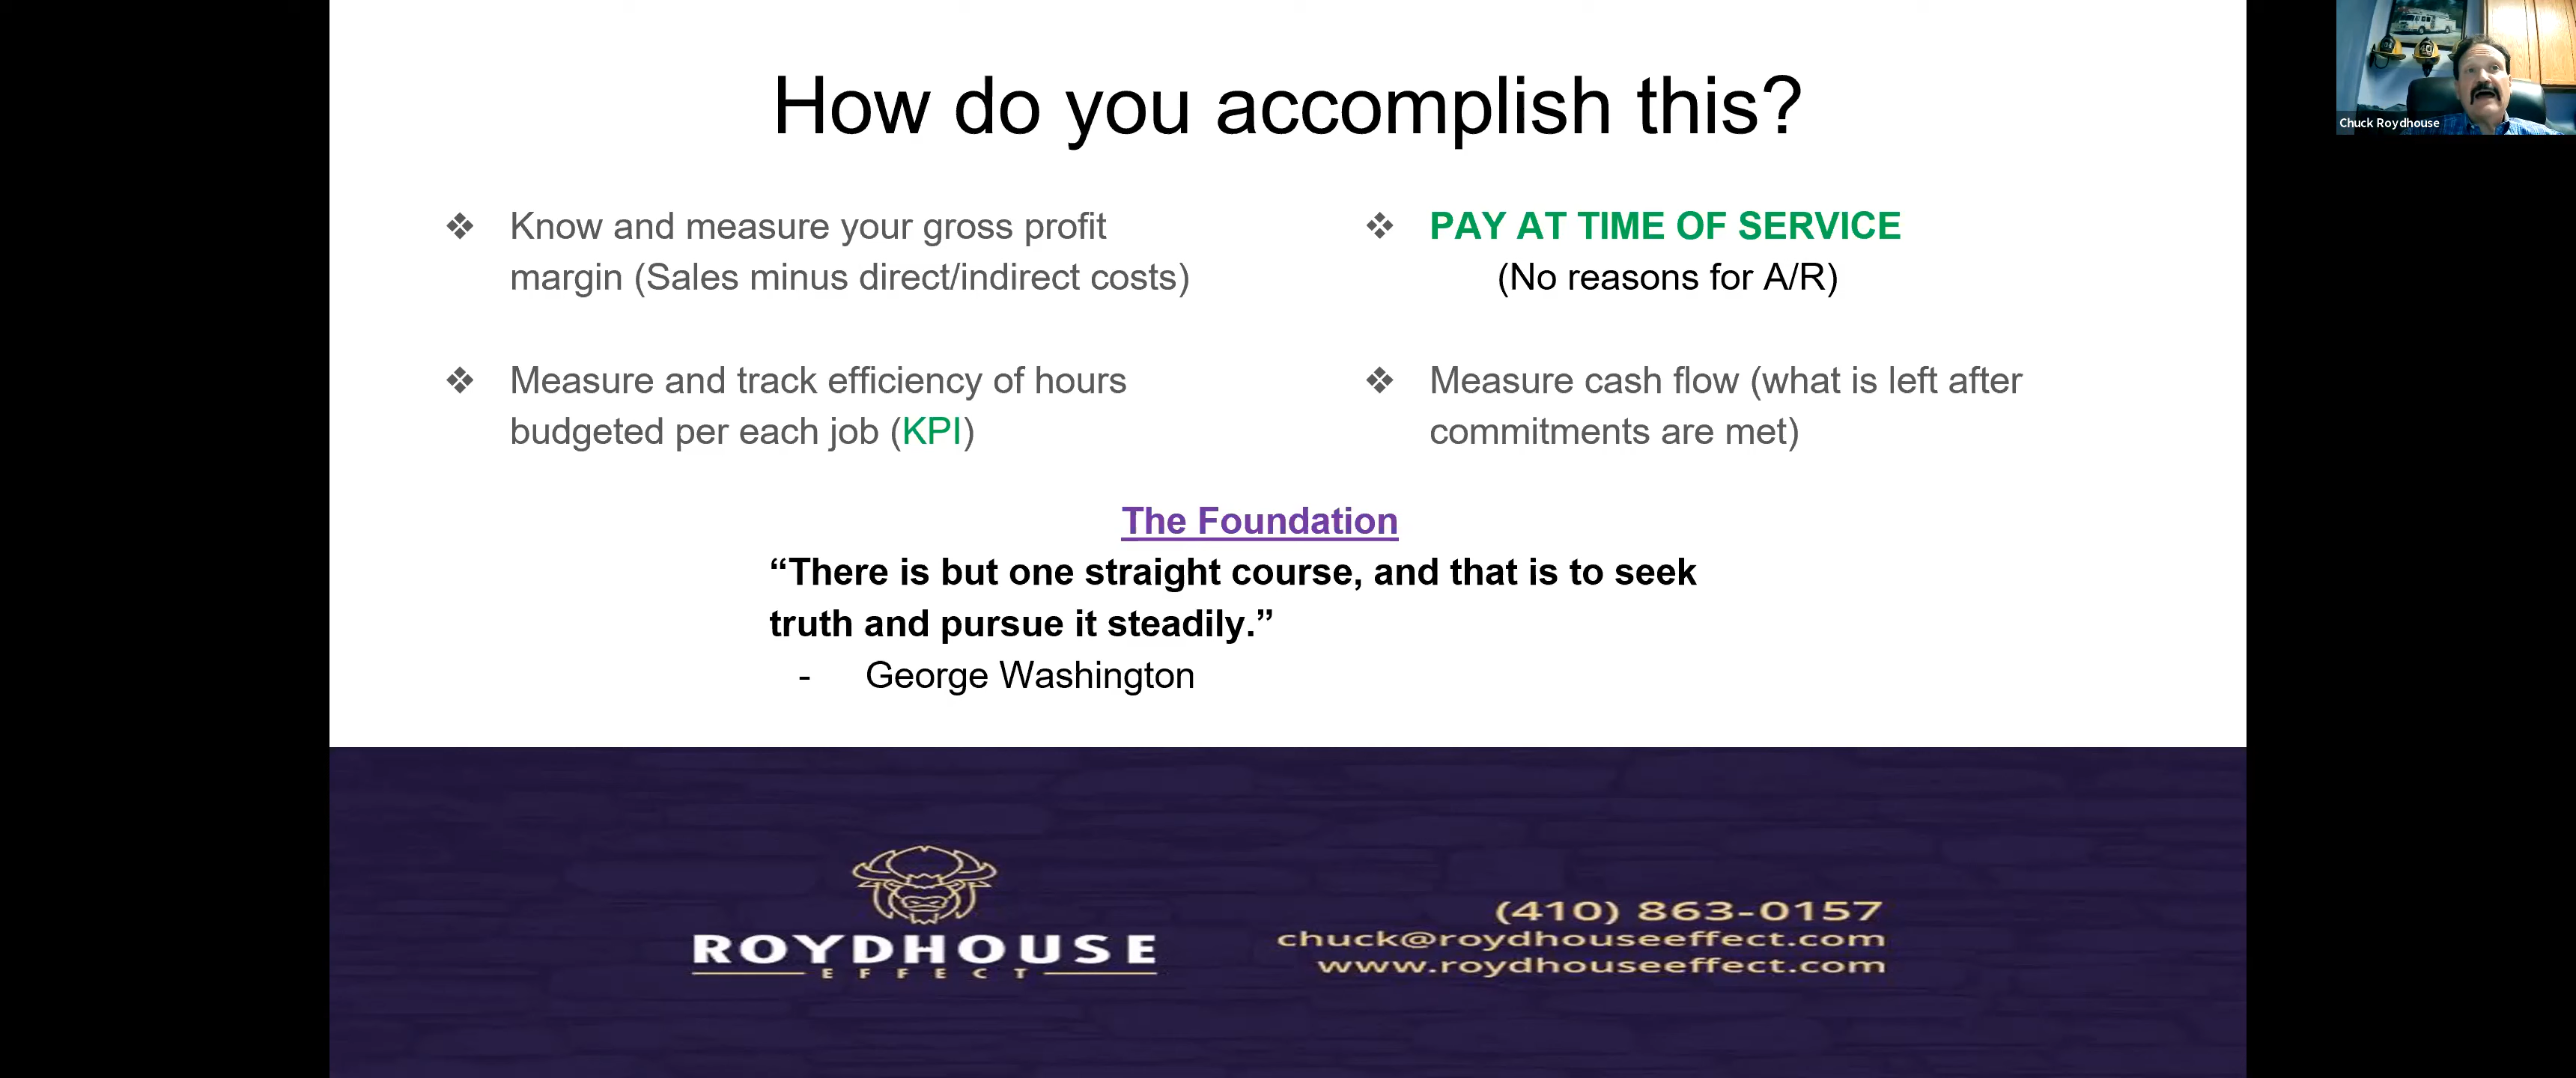 How do you accomplish this?
❖ Know and measure your gross profit
margin (Sales minus direct/indirect costs)
❖ Measure and track efficiency of hours
budgeted per each job (KPI)
❖ PAY AT TIME OF SERVICE
(No reasons for A/R)
❖ Measure cash flow (what is left after
commitments are met)
The Foundation
“There is but one straight course, and that is to seek
truth and pursue it steadily.”
- George Washington
ROYDHOUSE
EFFECT
(410) 863-0157
chuck@roydhouseeffect.com
www.roydhouseeffect.com
Chuck Roydhouse